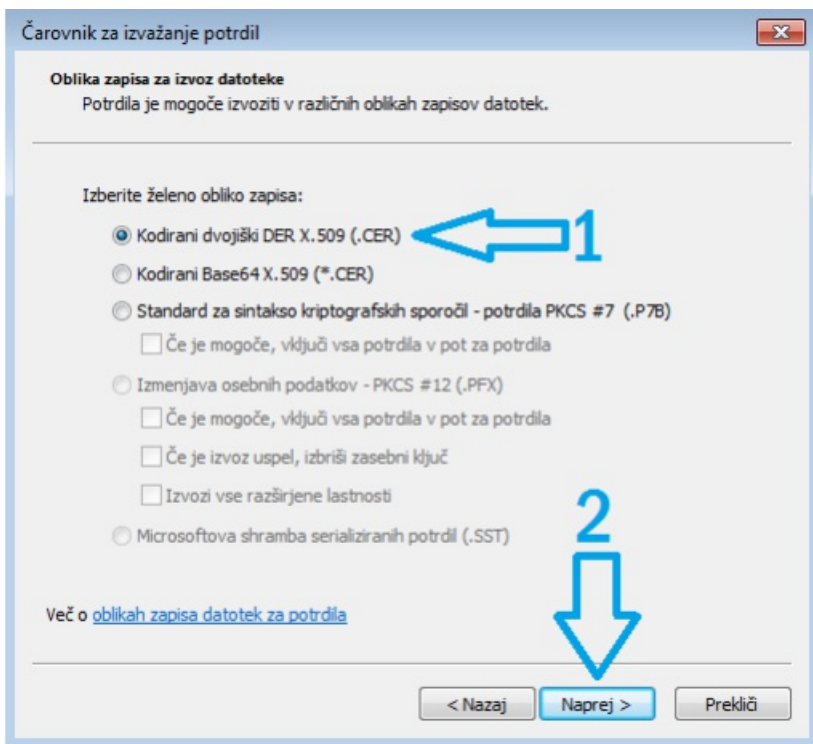 Čarovnik za izvažanje potrdil
Oblika zapisa za izvoz datoteke
Potrdila je mogoče izvoziti v različnih oblikah zapisov datotek.
Izberite želeno obliko zapisa:
Kodirani dvojiški DER X.509 (.CER)
1
Kodirani Base64 X.509 (*.CER)
Standard za sintakso kriptografskih sporočil - potrdila PKCS #7 (.P7B)
Če je mogoče, vključi vsa potrdila v pot za potrdila
Izmenjava osebnih podatkov - PKCS #12 (.PFX)
Če je mogoče, vključi vsa potrdila v pot za potrdila
Če je izvoz uspel, izbriši zasebni ključ
Izvozi vse razširjene lastnosti
2
Microsoftova shramba serializiranih potrdil (.SST)
Več o oblikah zapisa datotek za potrdila
< Nazaj
Naprej >
Prekliči